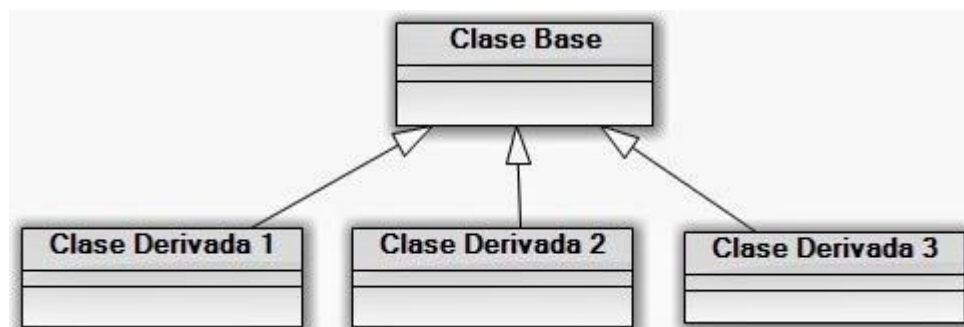 Clase Base
Clase Derivada 1
Clase Derivada 2
Clase Derivada 3